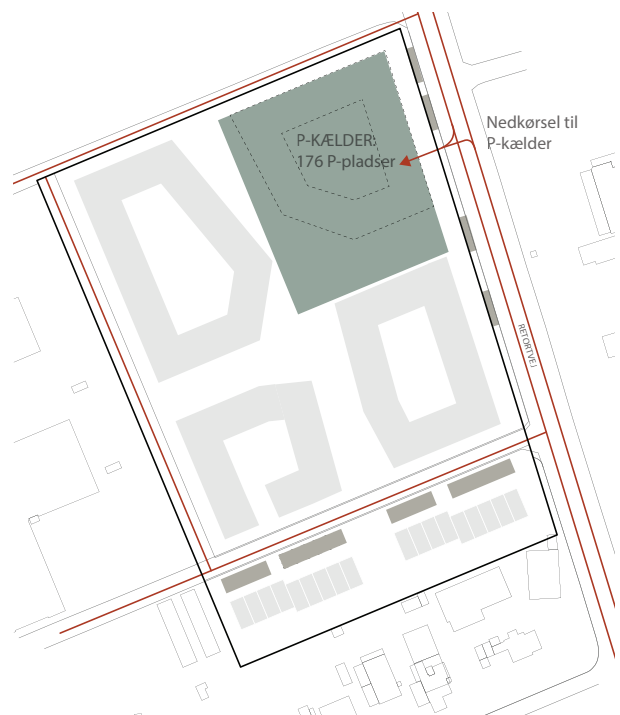 Nedkørsel til
P-kælder
P-KÆLDER:
176 P-pladser
RETORTVEJ